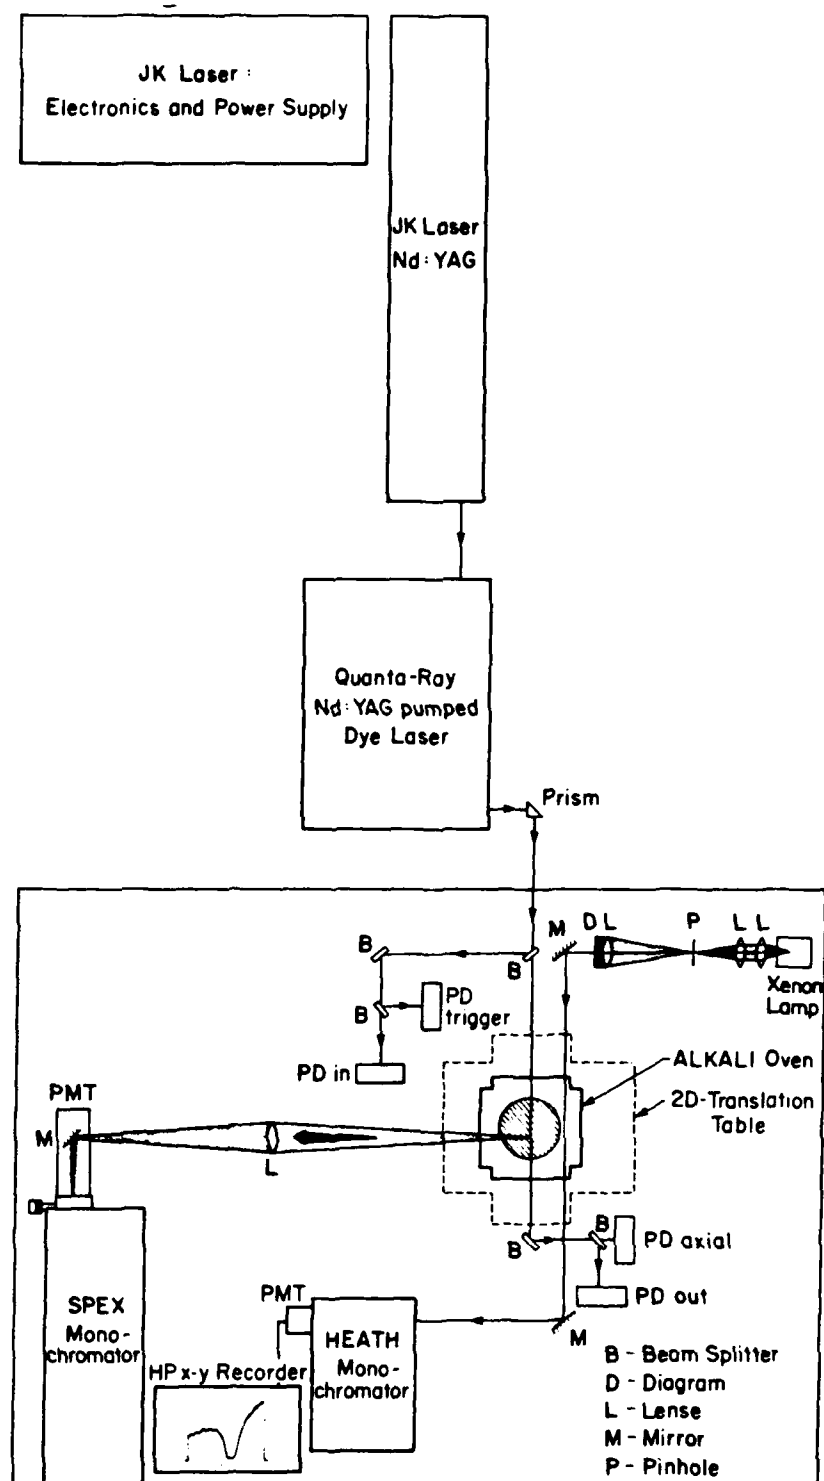 JK Laser :
Electronics and Power Supply
JK Laser
Nd:YAG
Quanta-Ray
Nd:YAG pumped
Dye Laser
Prism
M
D L
P
L L
B
B
Xenon
Lamp
B
PD
trigger
PD in
ALKALI Oven
2D-Translation
Table
PMT
M
L
B
B
PD axial
PD out
SPEX
Mono-
chromator
PMT
HEATH
Mono-
chromator
M
HP x-y Recorder
B - Beam Splitter
D - Diagram
L - Lense
M - Mirror
P - Pinhole